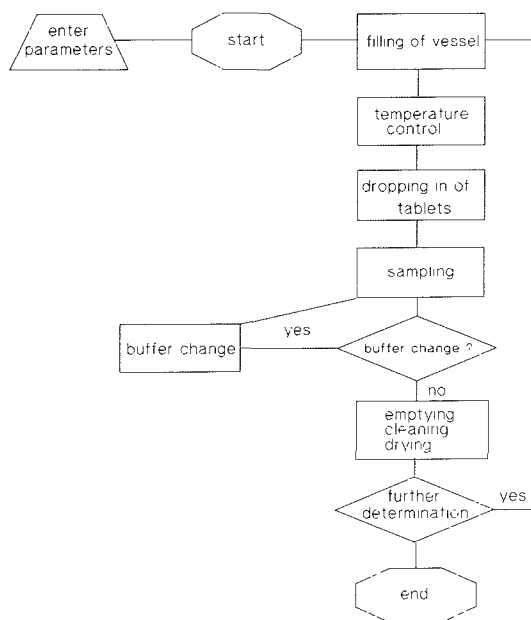 enter
parameters
start
filling of vessel
temperature
control
dropping in of
tablets
sampling
yes
buffer change
buffer change ?
no
emptying
cleaning
drying
further
determination
yes
end